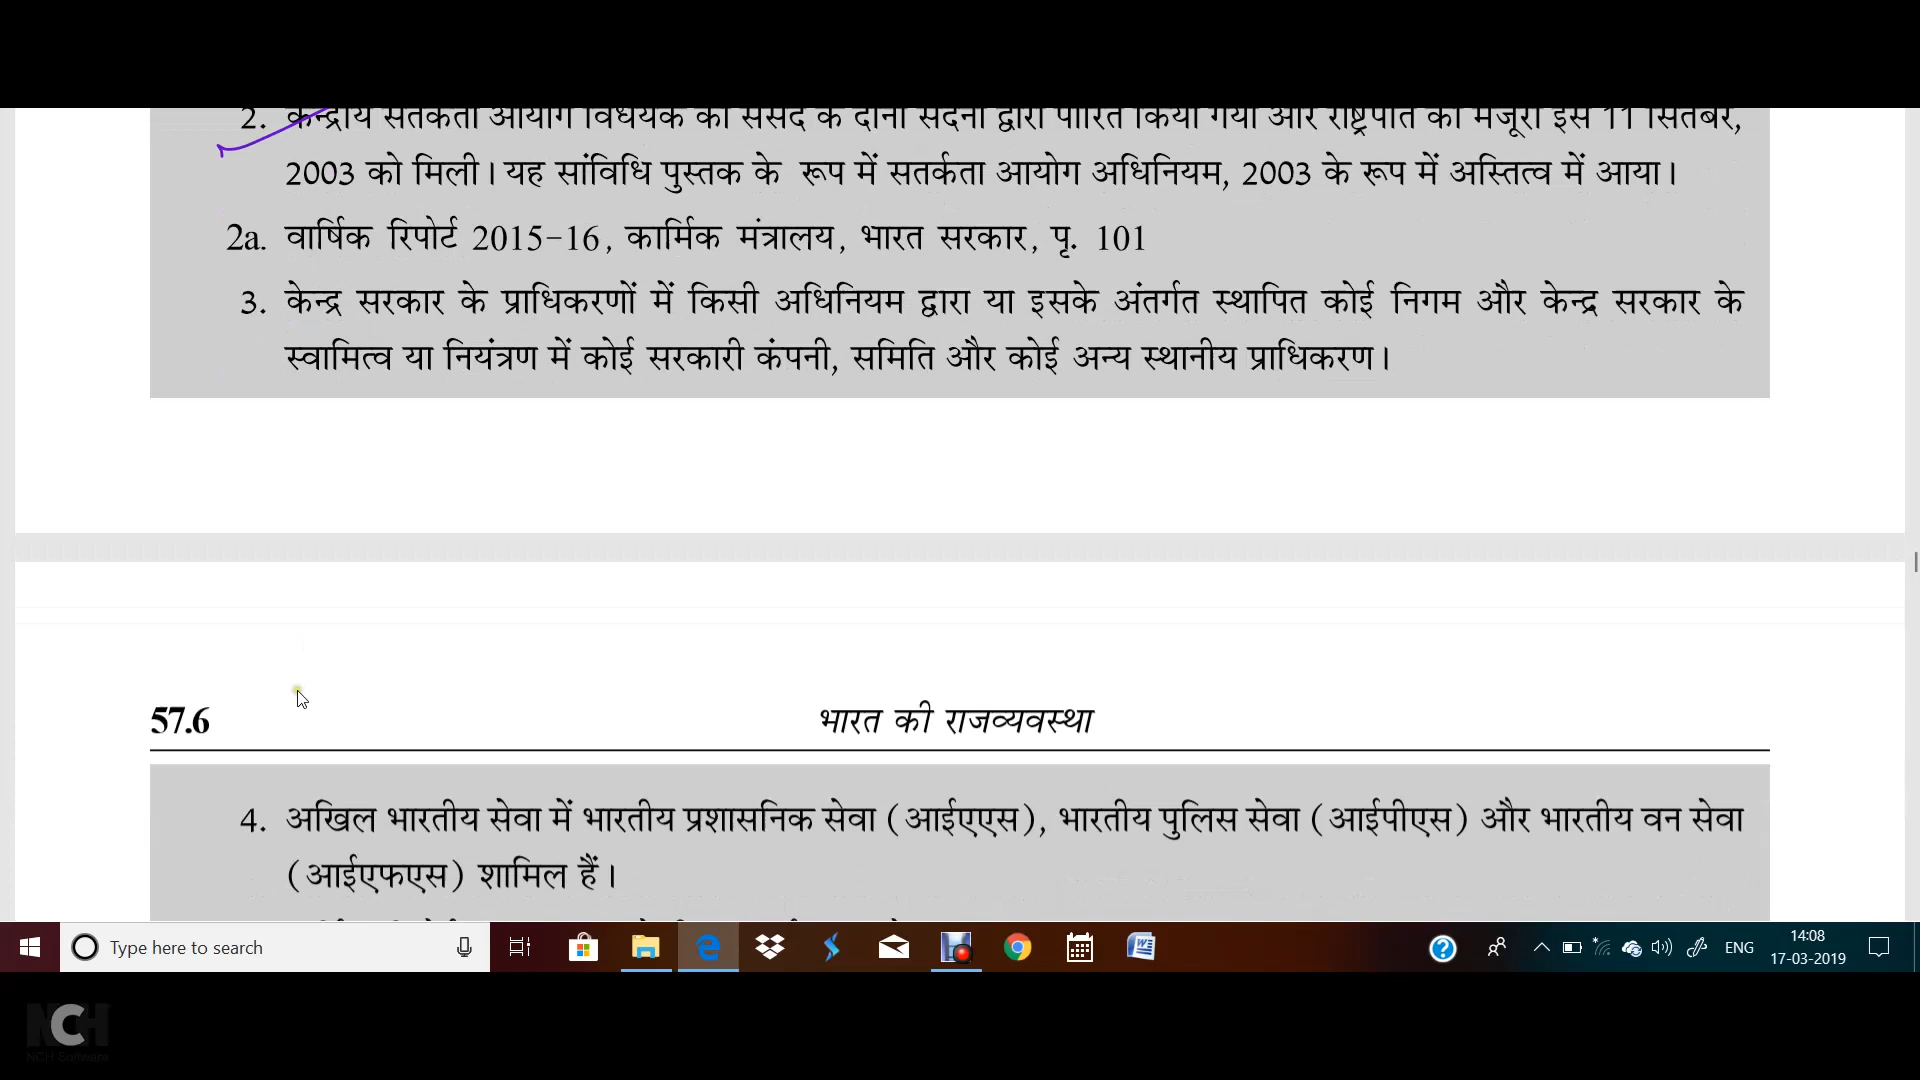 2. केन्द्रीय सतर्कता आयोग विधेयक को संसद के दोनों सदनों द्वारा पारित किया गया और राष्ट्रपति की मंजूरी इसे 11 सितंबर,
2003 को मिली। यह सांविधि पुस्तक के रूप में सतर्कता आयोग अधिनियम, 2003 के रूप में अस्तित्व में आया।
2a. वार्षिक रिपोर्ट 2015-16, कार्मिक मंत्रालय, भारत सरकार, पृ. 101
3. केन्द्र सरकार के प्राधिकरणों में किसी अधिनियम द्वारा या इसके अंतर्गत स्थापित कोई निगम और केन्द्र सरकार के
स्वामित्व या नियंत्रण में कोई सरकारी कंपनी, समिति और कोई अन्य स्थानीय प्राधिकरण।
57.6 भारत की राजव्यवस्था
4. अखिल भारतीय सेवा में भारतीय प्रशासनिक सेवा (आईएएस), भारतीय पुलिस सेवा (आईपीएस) और भारतीय वन सेवा
(आईएफएस) शामिल हैं।
Type here to search
ENG
14:08
17-03-2019
NCH
NCH Software